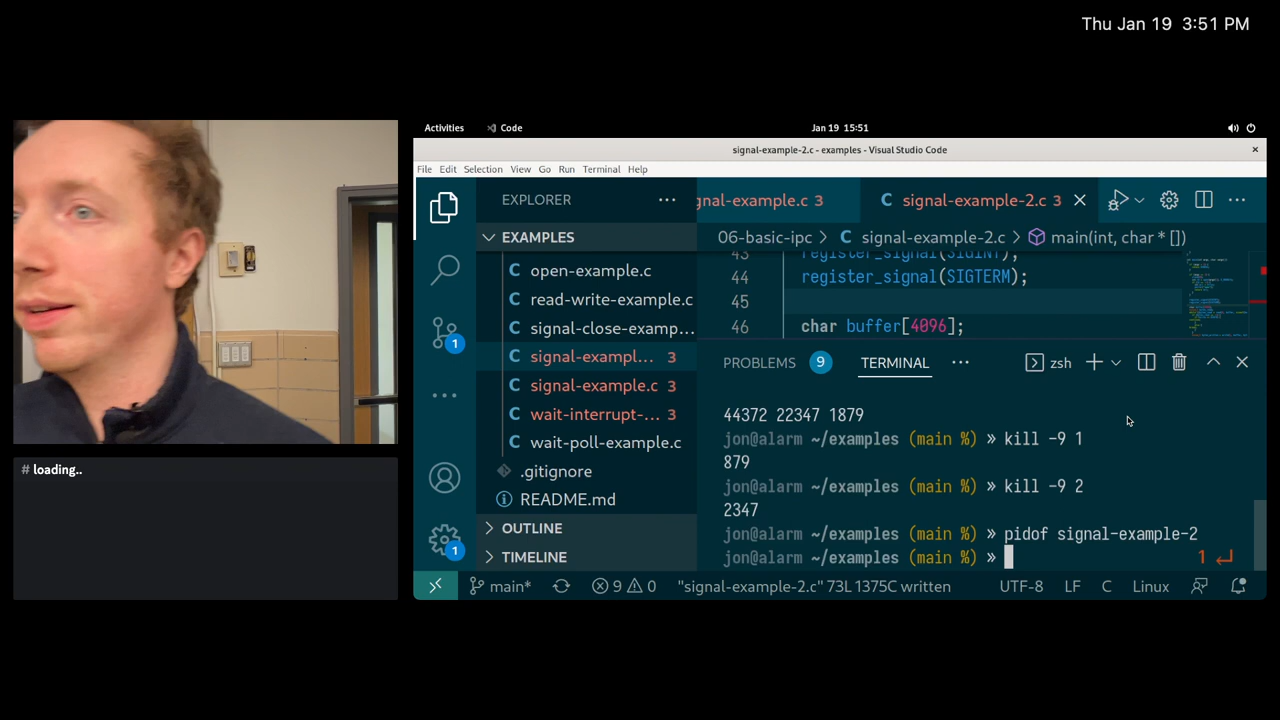 Thu Jan 19 3:51 PM
Activities Code Jan 19 15:51
signal-example-2.c - examples - Visual Studio Code
File Edit Selection View Go Run Terminal Help
EXPLORER
gnal-example.c 3
signal-example-2.c 3
EXAMPLES
06-basic-ipc > signal-example-2.c > main(int, char * [])
open-example.c
read-write-example.c
signal-close-examp...
signal-exampl... 3
signal-example.c 3
wait-interrupt-... 3
wait-poll-example.c
.gitignore
README.md
OUTLINE
TIMELINE
43 register_signal(SIGINT);
44 register_signal(SIGTERM);
45
46 char buffer[4096];
PROBLEMS 9 TERMINAL zsh
44372 22347 1879
jon@alarm ~/examples (main %) » kill -9 1
879
jon@alarm ~/examples (main %) » kill -9 2
2347
jon@alarm ~/examples (main %) » pidof signal-example-2
jon@alarm ~/examples (main %) » 1 ↵
1
1
main* 9 0 "signal-example-2.c" 73L 1375C written UTF-8 LF C Linux
# loading..